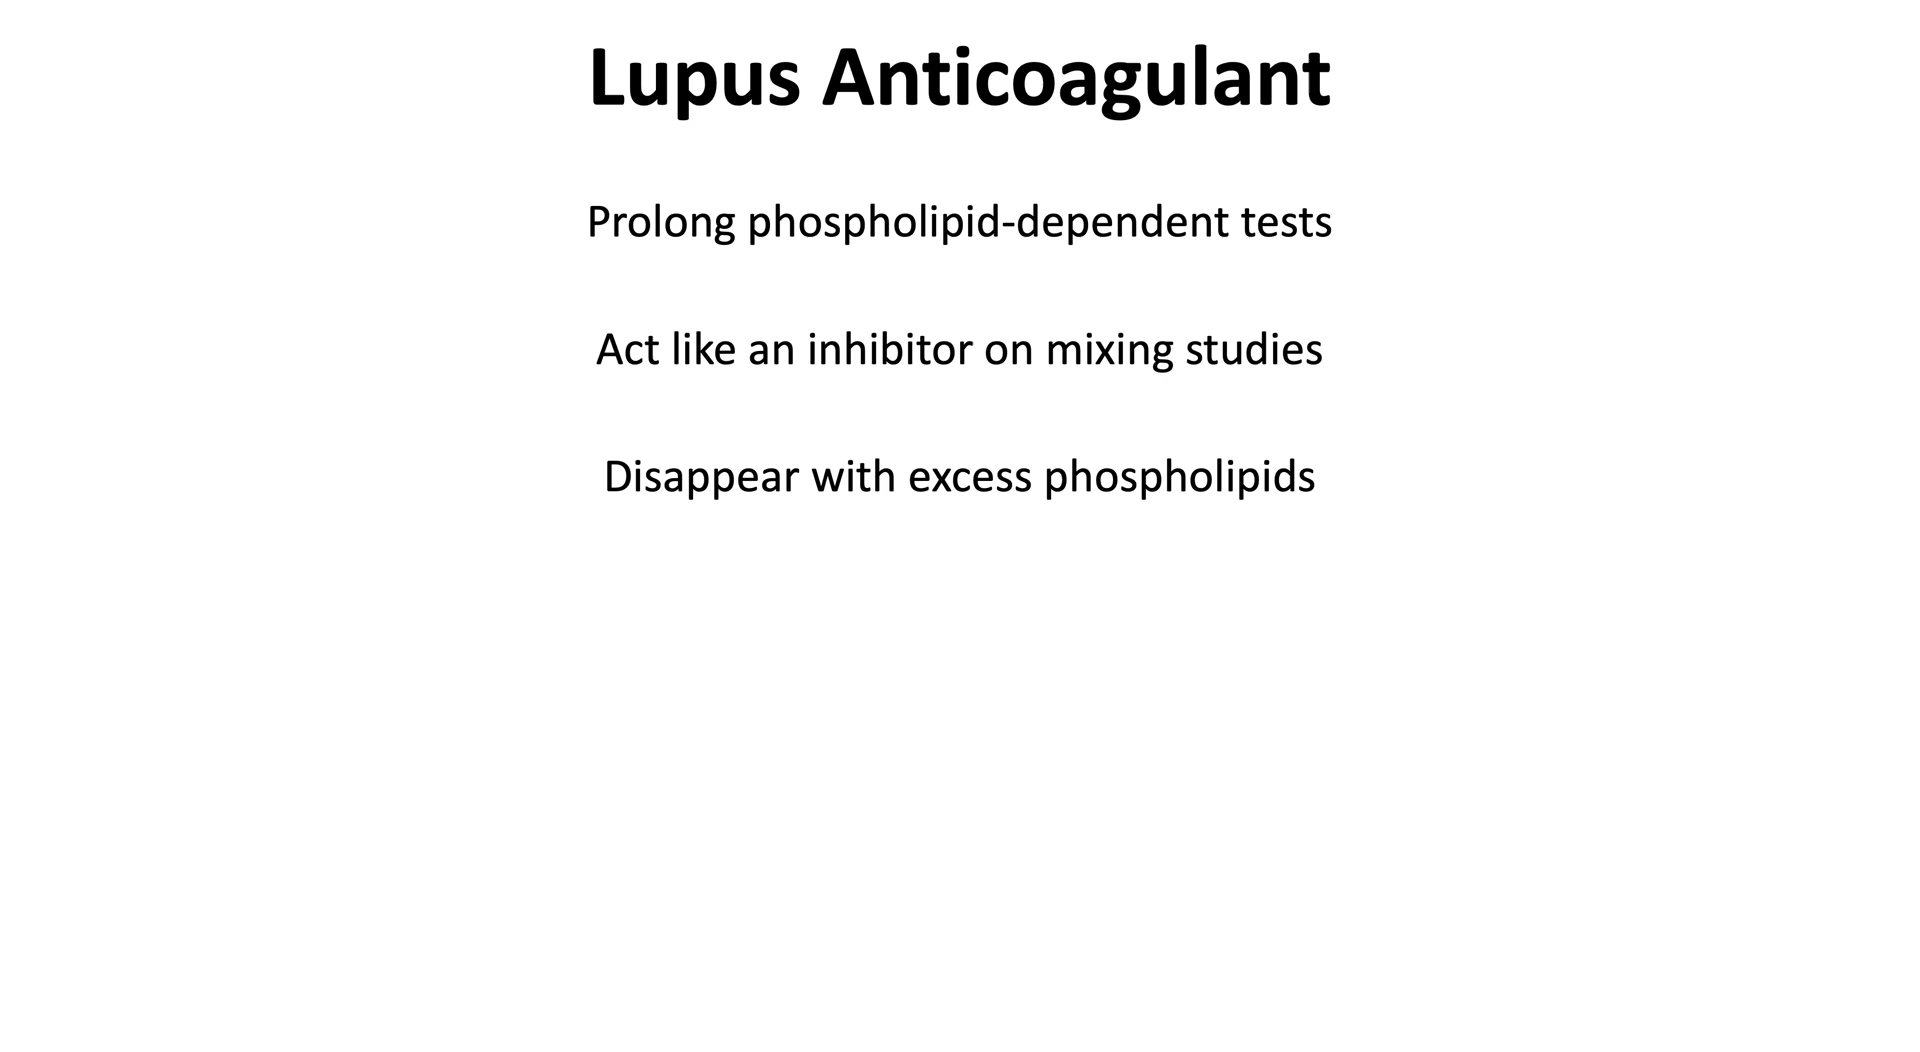 Lupus Anticoagulant
Prolong phospholipid-dependent tests
Act like an inhibitor on mixing studies
Disappear with excess phospholipids